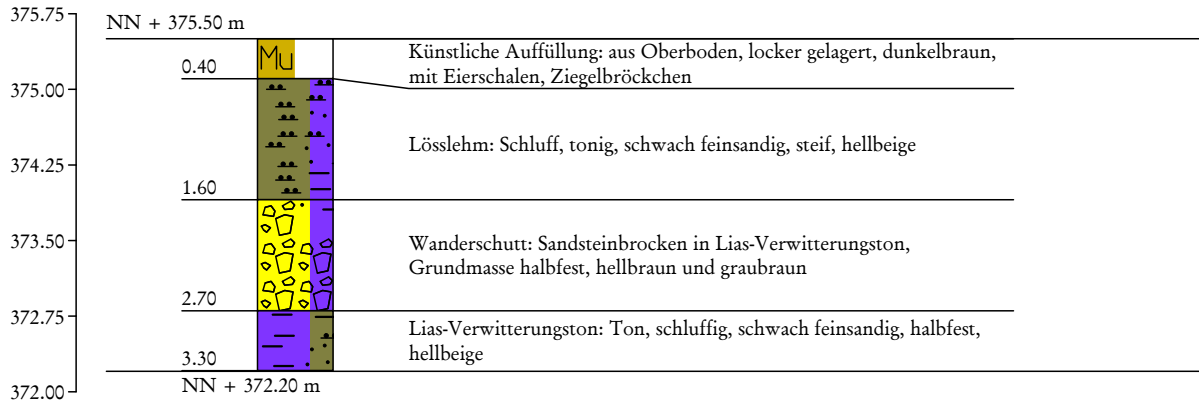 375.75
NN + 375.50 m
Mu
Künstliche Auffüllung: aus Oberboden, locker gelagert, dunkelbraun,
mit Eierschalen, Ziegelbröckchen
0.40
375.00
Lösslehm: Schluff, tonig, schwach feinsandig, steif, hellbeige
374.25
1.60
373.50
Wanderschutt: Sandsteinbrocken in Lias-Verwitterungston,
Grundmasse halbfest, hellbraun und graubraun
2.70
372.75
Lias-Verwitterungston: Ton, schluffig, schwach feinsandig, halbfest,
hellbeige
3.30
NN + 372.20 m
372.00